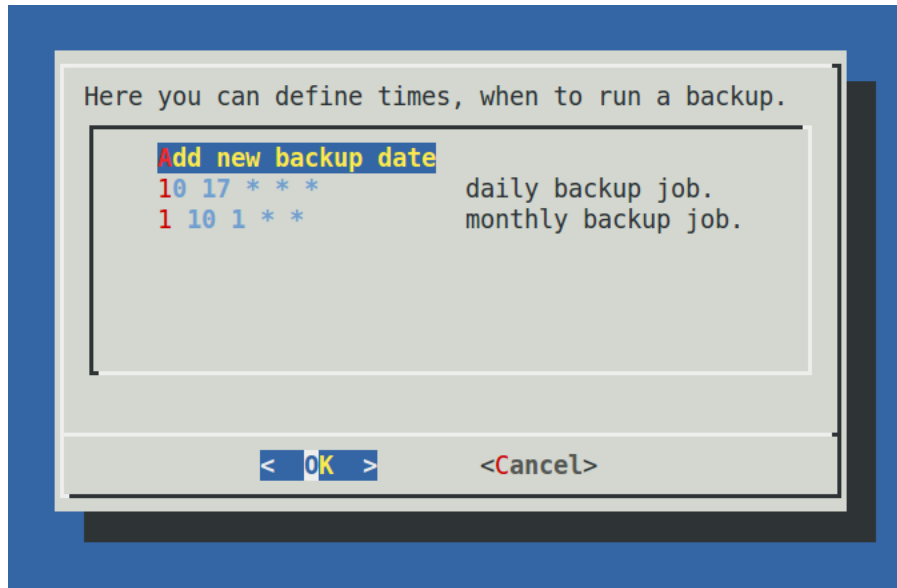 Here you can define times, when to run a backup.
Add new backup date
10 17 * * * daily backup job.
1 10 1 * * monthly backup job.
< OK > <Cancel>